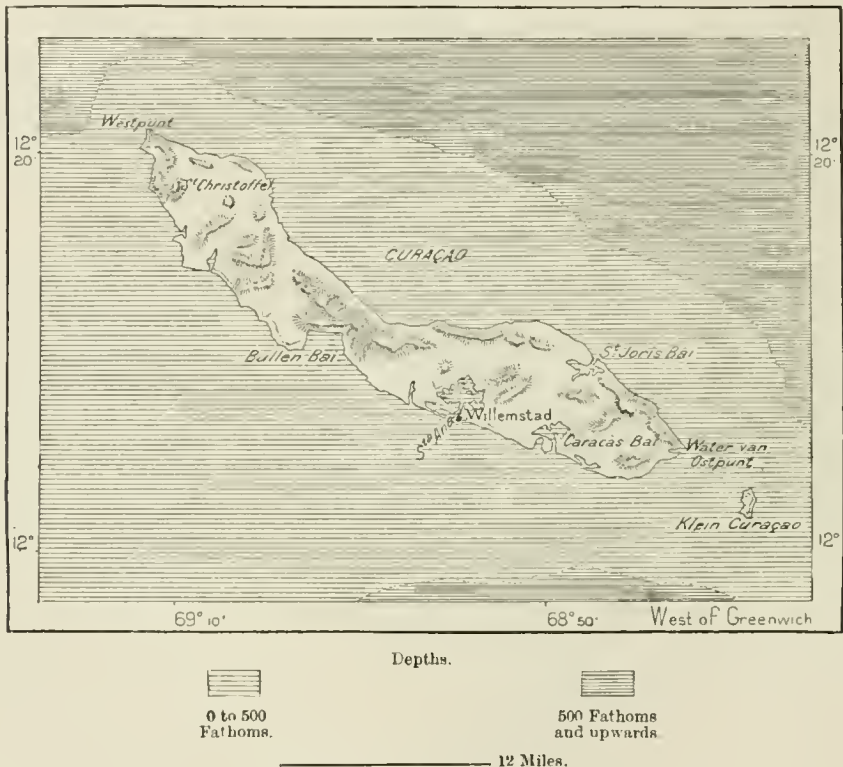 Westpunt
12°
20'
12°
20'
St Christoffel
CURAÇAO
Bullen Bai
St Joris Bai
Willemstad
Sta Ana
Caracas Bai
Water van
Ostpunt
Klein Curaçao
12°
12°
69° 10'
68° 50'
West of Greenwich
Depths.
0 to 500
Fathoms.
500 Fathoms
and upwards
12 Miles.